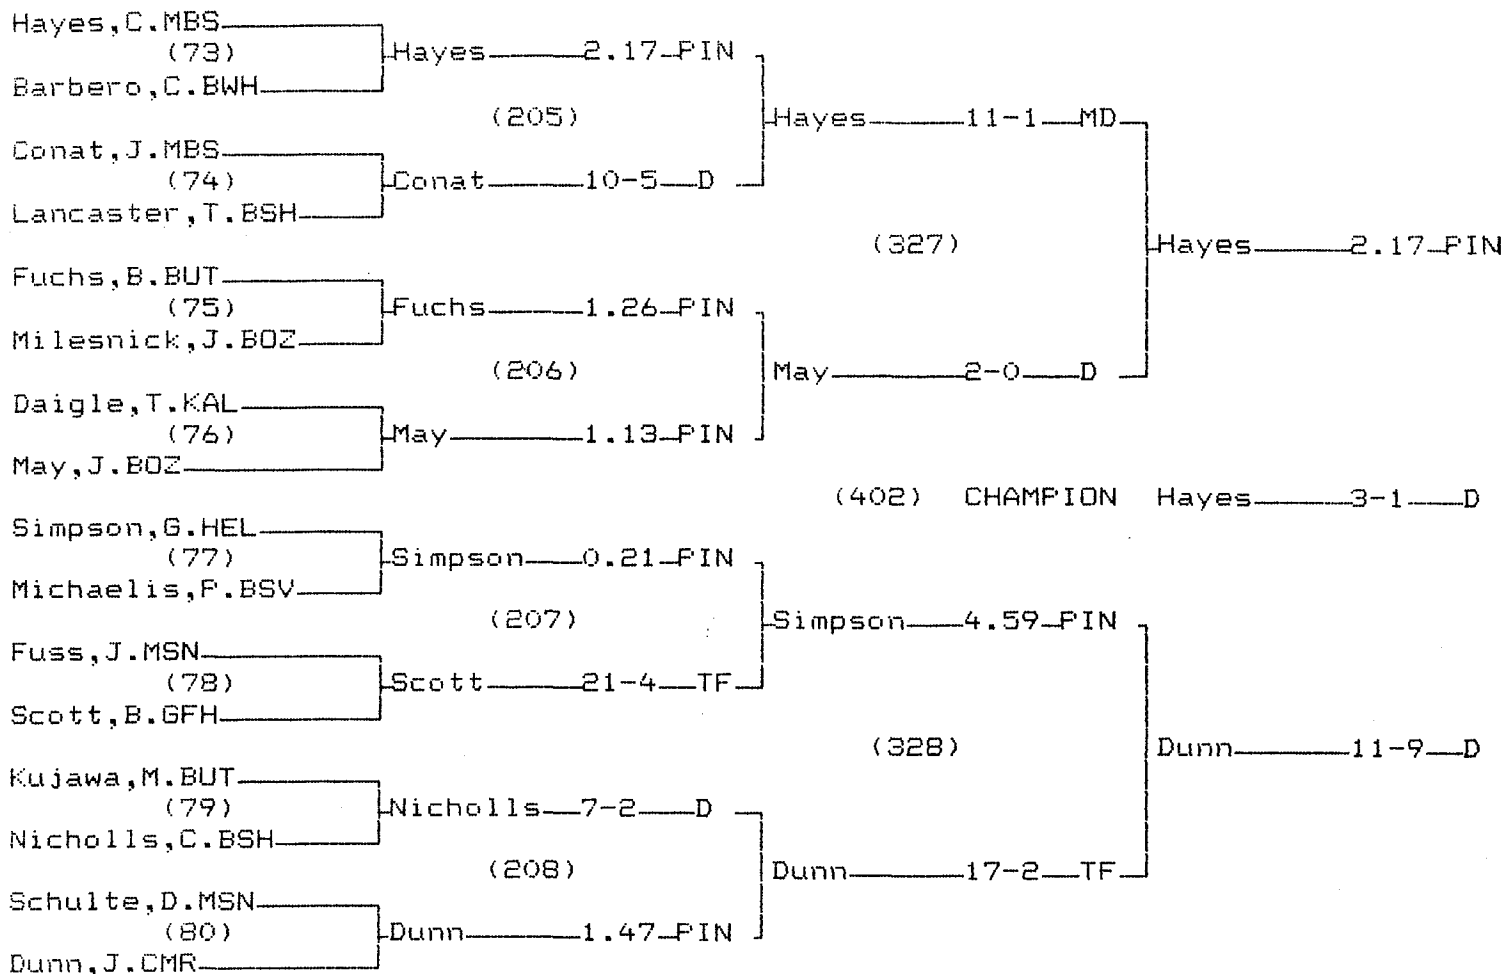 Hayes,C.MBS
(73) Hayes 2.17 PIN
Barbero,C.BWH
(205) Hayes 11-1 MD
Conat,J.MBS
(74) Conat 10-5 D
Lancaster,T.BSH
(327) Hayes 2.17 PIN
Fuchs,B.BUT
(75) Fuchs 1.26 PIN
Milesnick,J.BOZ
(206) May 2-0 D
Daigle,T.KAL
(76) May 1.13 PIN
May,J.BOZ
(402) CHAMPION Hayes 3-1 D
Simpson,G.HEL
(77) Simpson 0.21 PIN
Michaelis,P.BSV
(207) Simpson 4.59 PIN
Fuss,J.MSN
(78) Scott 21-4 TF
Scott,B.GFH
(328) Dunn 11-9 D
Kujawa,M.BUT
(79) Nicholls 7-2 D
Nicholls,C.BSH
(208) Dunn 17-2 TF
Schulte,D.MSN
(80) Dunn 1.47 PIN
Dunn,J.CMR